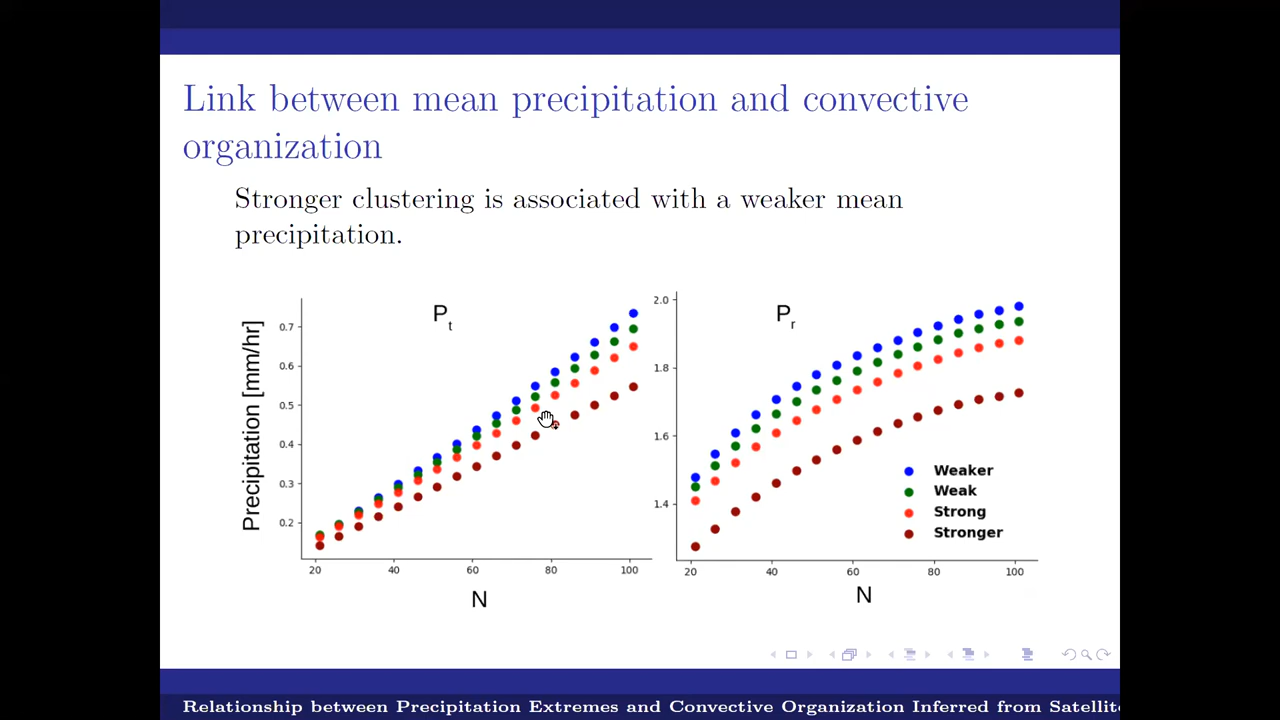 Link between mean precipitation and convective
organization
Stronger clustering is associated with a weaker mean
precipitation.
Precipitation [mm/hr]
Pt
0.7
0.6
0.5
0.4
0.3
0.2
20 40 60 80 100
N
Pr
2.0
1.8
1.6
1.4
Weaker
Weak
Strong
Stronger
20 40 60 80 100
N
Relationship between Precipitation Extremes and Convective Organization Inferred from Satellite